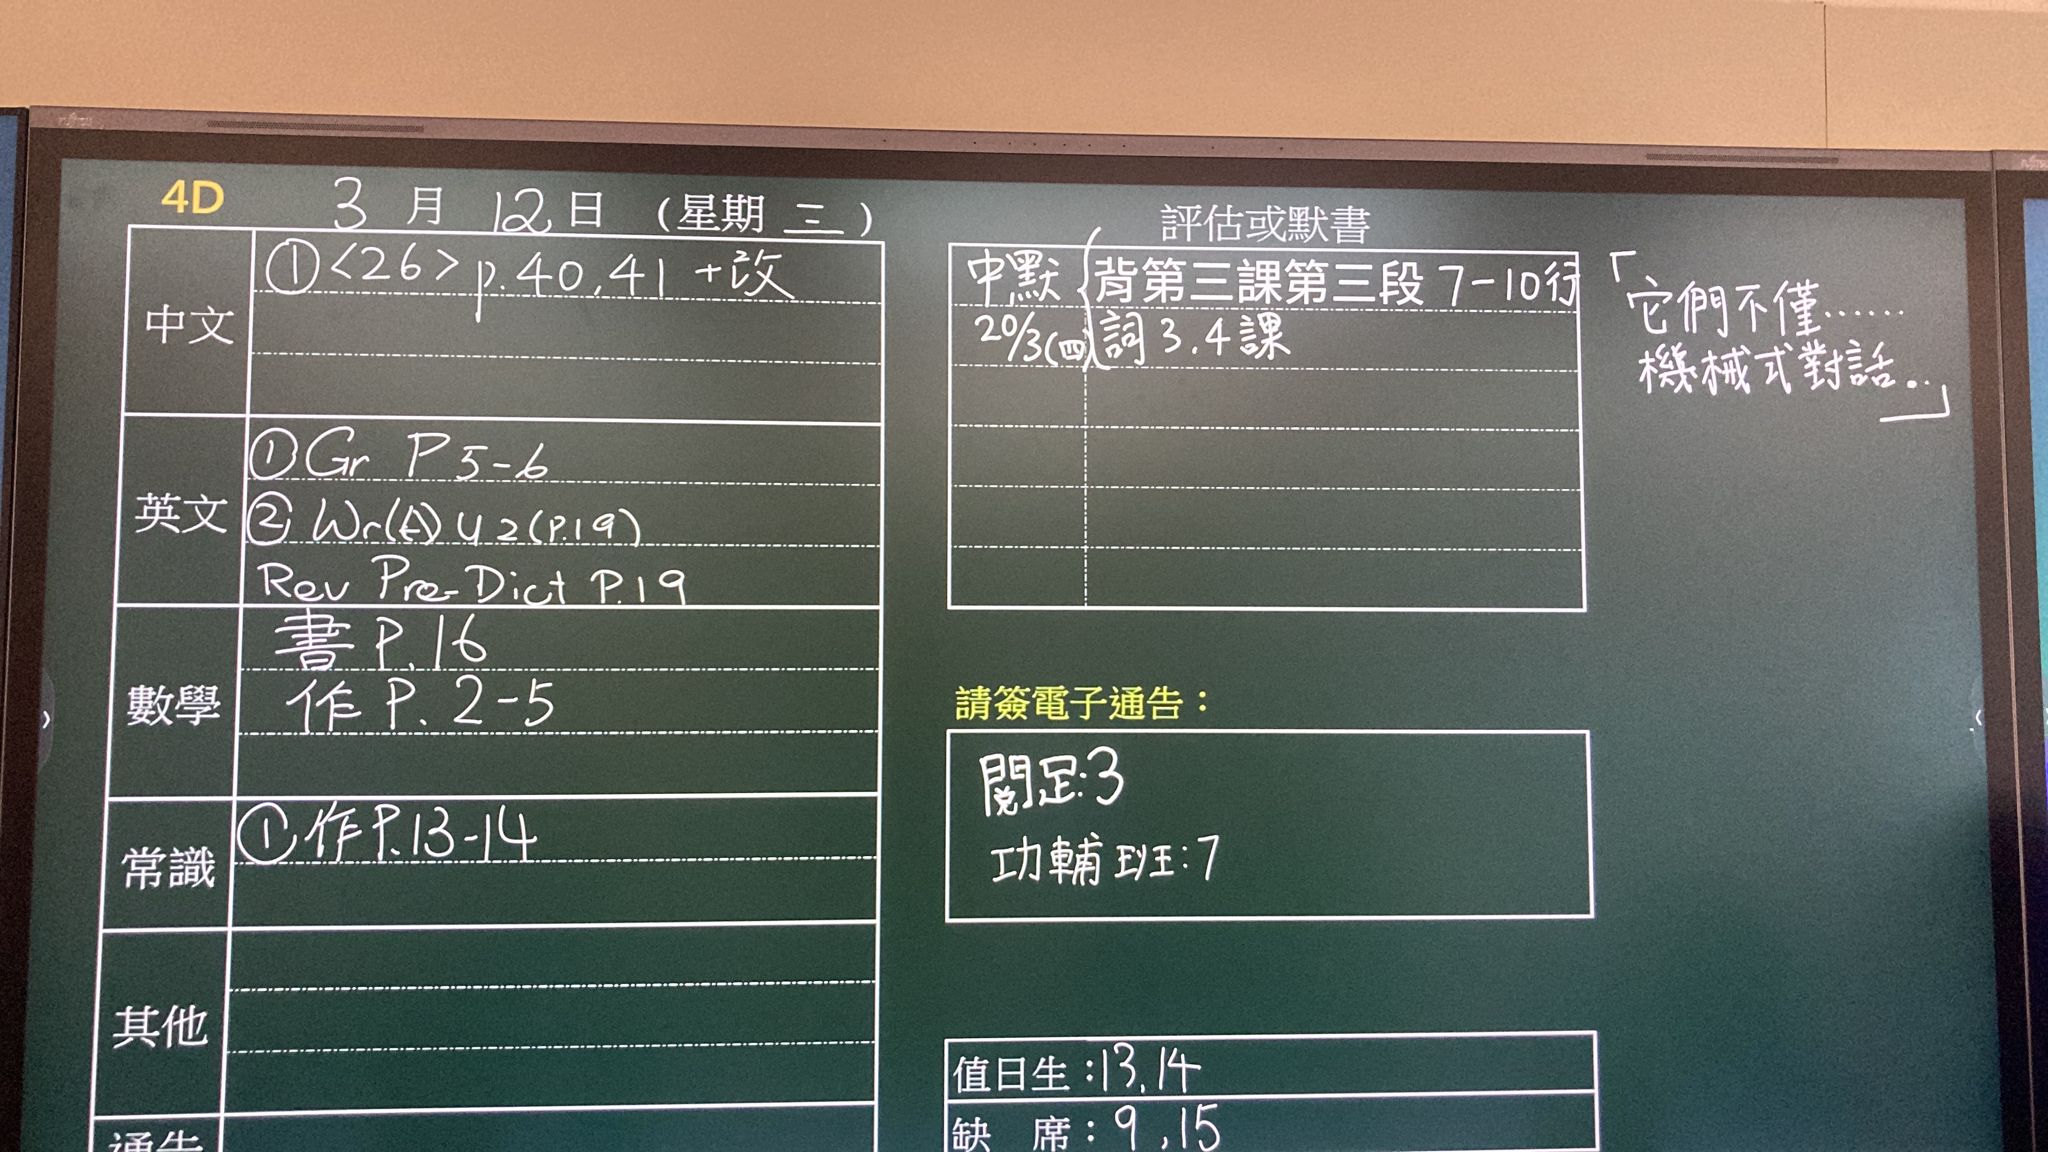 4D 3月12日(星期三)
中文
①<26> p.40,41 +改
英文
①Gr P 5-6
②Wr(A) U2(P.19)
Rev Pre-Dict P.19
數學
書 P.16
作 P. 2-5
常識
①作P.13-14
其他
通告
評估或默書
中默 背第三課第三段 7-10行
20/3(四) 詞 3.4課
「它們不僅……
機械式對話..」
請簽電子通告：
閱足:3
功輔班:7
值日生：13,14
缺 席：9,15